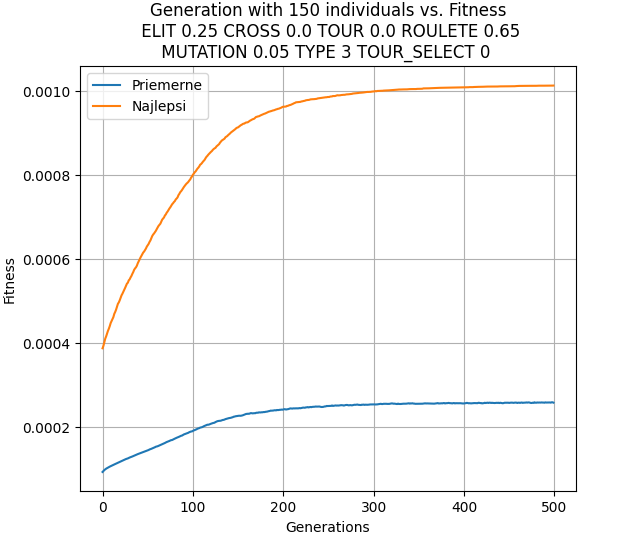 Generation with 150 individuals vs. Fitness
ELIT 0.25 CROSS 0.0 TOUR 0.0 ROULETE 0.65
MUTATION 0.05 TYPE 3 TOUR_SELECT 0
Priemerne
Najlepsi
0.0010
0.0008
0.0006
0.0004
0.0002
Fitness
0 100 200 300 400 500
Generations